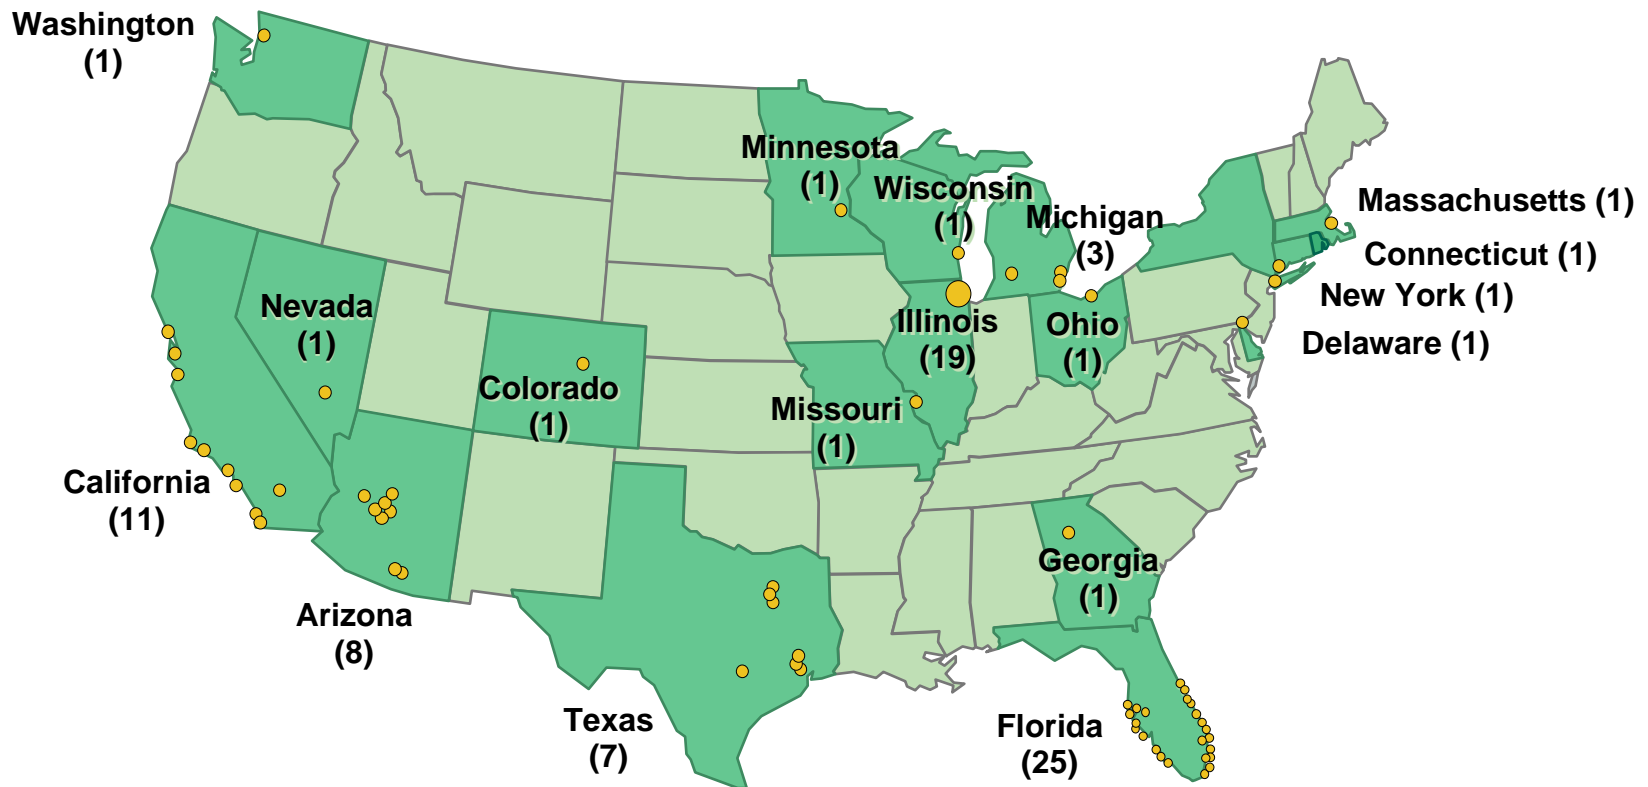 Washington
(1)
Minnesota
(1)
Wisconsin
(1)
Michigan
(3)
Massachusetts (1)
Connecticut (1)
New York (1)
Delaware (1)
Nevada
(1)
Illinois
(19)
Ohio
(1)
Colorado
(1)
Missouri
(1)
California
(11)
Georgia
(1)
Arizona
(8)
Texas
(7)
Florida
(25)